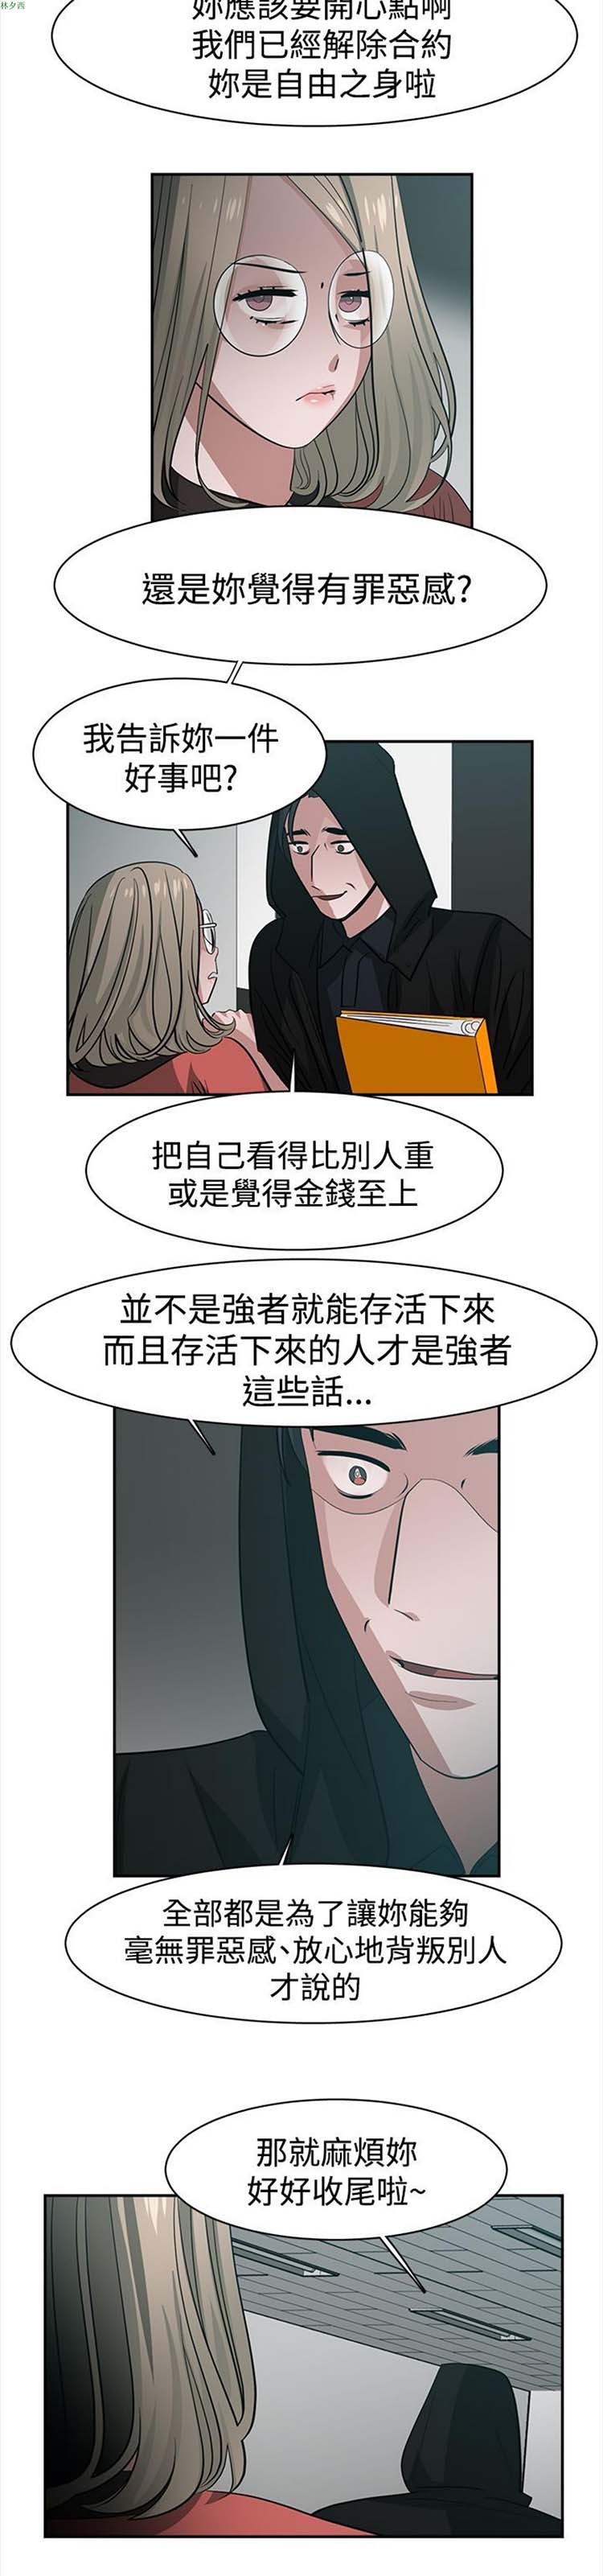 林夕西
妳應該要開心點啊
我們已經解除合約
妳是自由之身啦
還是妳覺得有罪惡感?
我告訴妳一件
好事吧?
把自己看得比別人重
或是覺得金錢至上
並不是強者就能存活下來
而且存活下來的人才是強者
這些話...
全部都是為了讓妳能夠
毫無罪惡感、放心地背叛別人
才說的
那就麻煩妳
好好收尾啦~